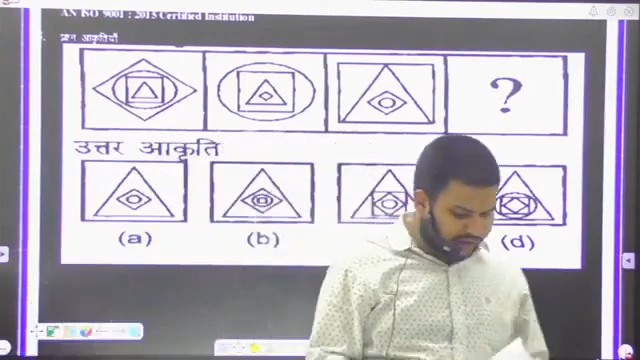 AN ISO 9001 : 2015 Certified Institution
प्रश्न आकृतियाँ
?
उत्तर आकृति
(a) (b) (d)